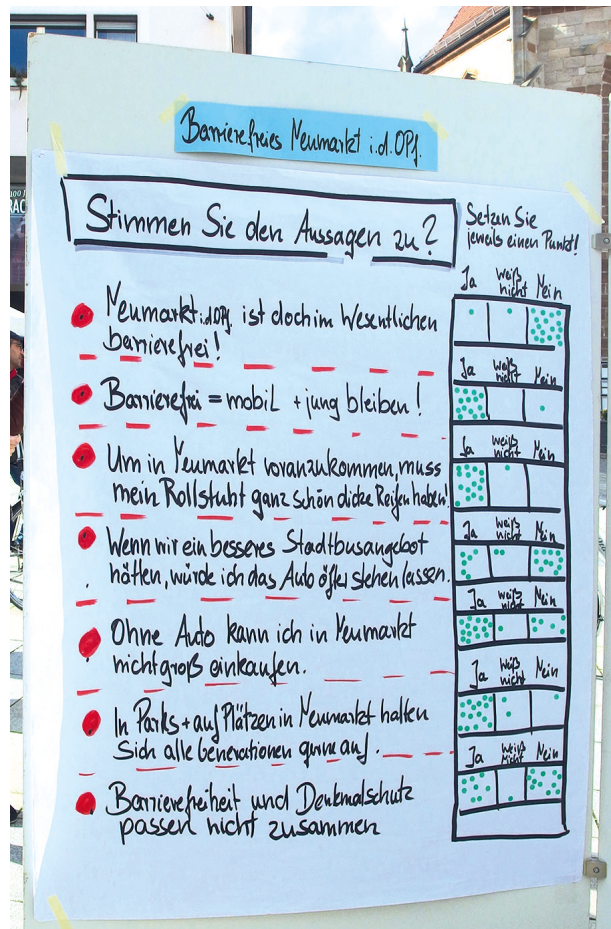 Barrierefreies Neumarkt i.d.OPf.
Stimmen Sie den Aussagen zu?
Setzen Sie
jeweils einen Punkt!
Ja weiß nicht Nein
Neumarkt i.d.OPf. ist doch im Wesentlichen
barrierefrei!
Ja weiß nicht Nein
Barrierefrei = mobil + jung bleiben!
Ja weiß nicht Nein
Um in Neumarkt voranzukommen, muss
mein Rollstuhl ganz schön dicke Reifen haben!
Ja weiß nicht Nein
Wenn wir ein besseres Stadtbusangebot
hätten, würde ich das Auto öfter stehen lassen.
Ja weiß nicht Nein
Ohne Auto kann ich in Neumarkt
nicht groß einkaufen.
Ja weiß nicht Nein
In Parks + auf Plätzen in Neumarkt halten
sich alle Generationen gerne auf.
Ja weiß nicht Nein
Barrierefreiheit und Denkmalschutz
passen nicht zusammen